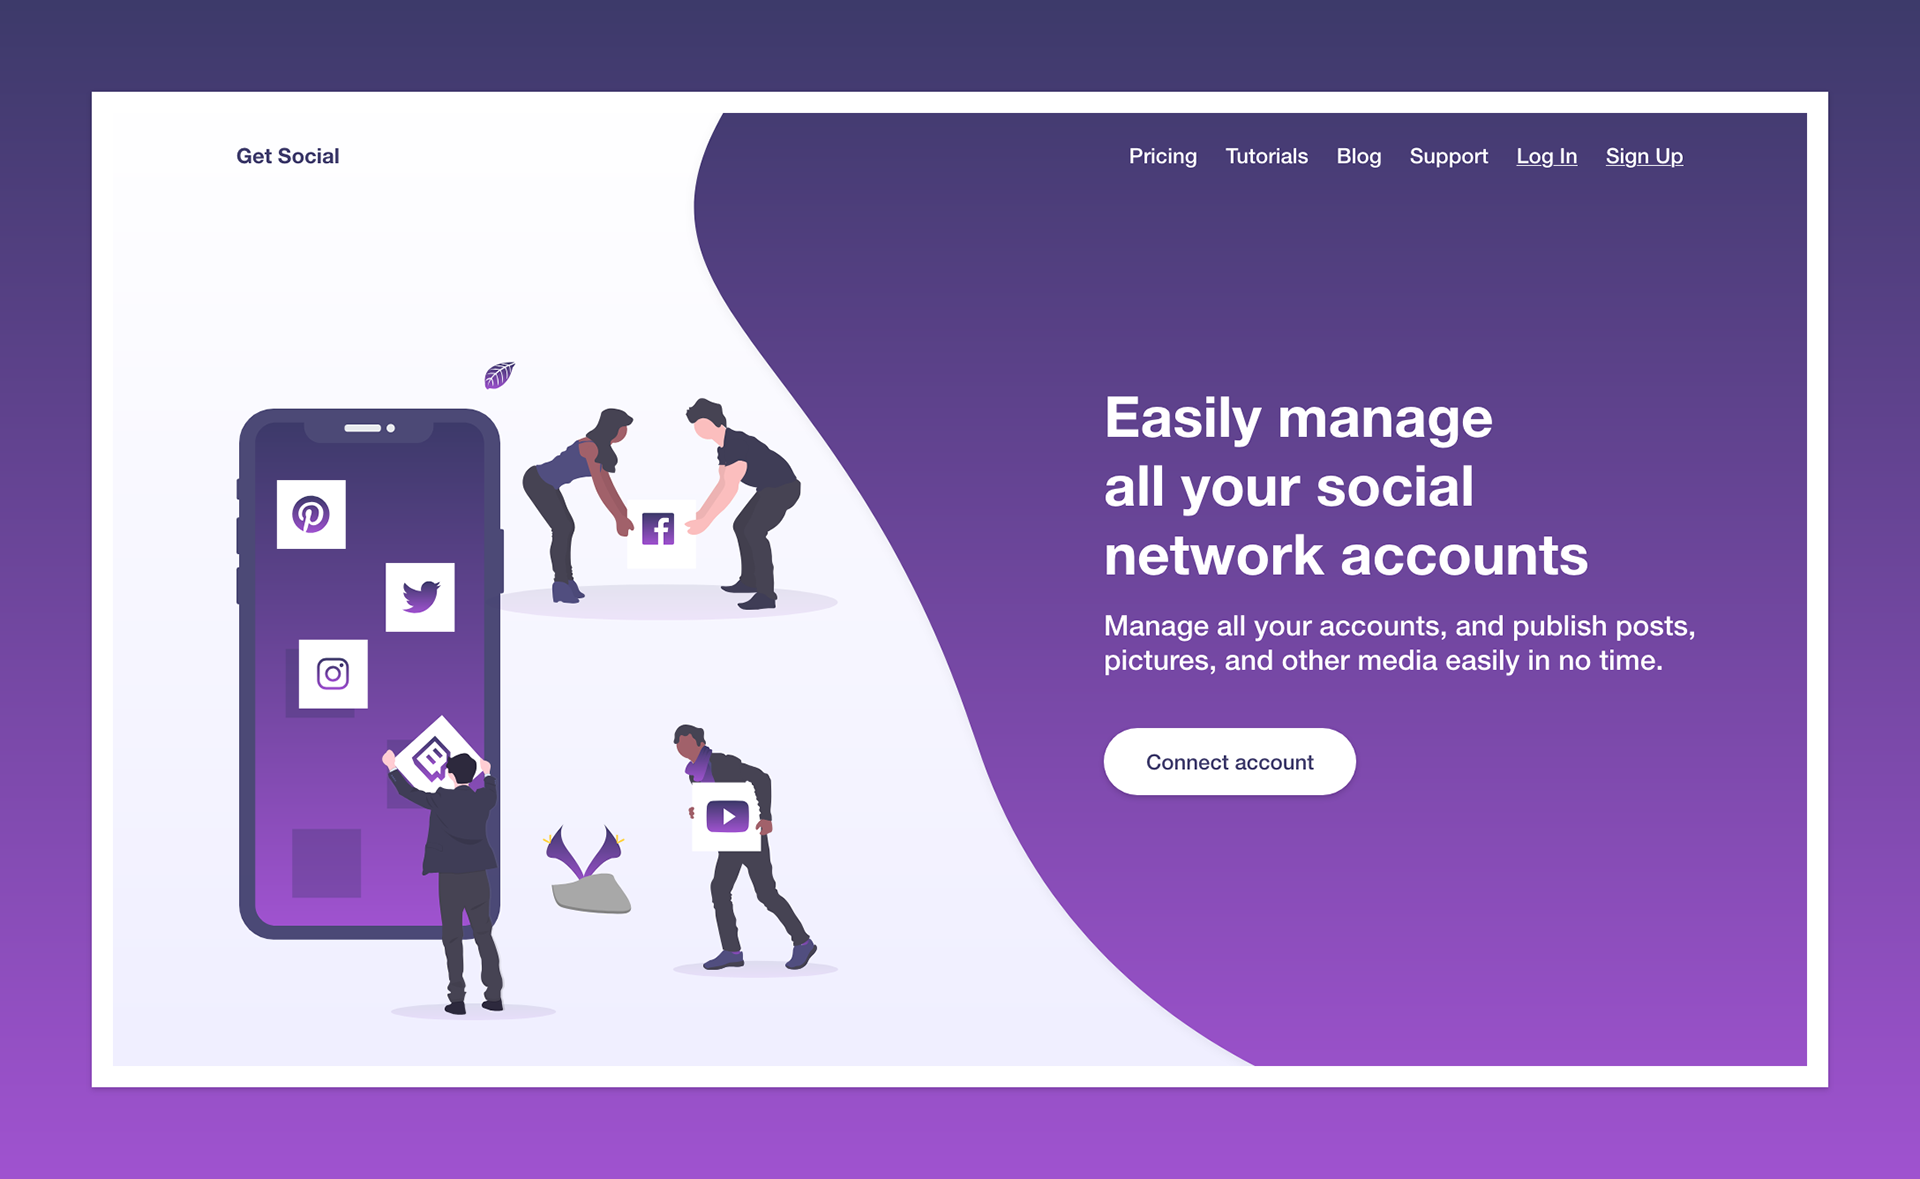 Get Social
Pricing Tutorials Blog Support Log In Sign Up
Easily manage
all your social
network accounts
Manage all your accounts, and publish posts,
pictures, and other media easily in no time.
Connect account